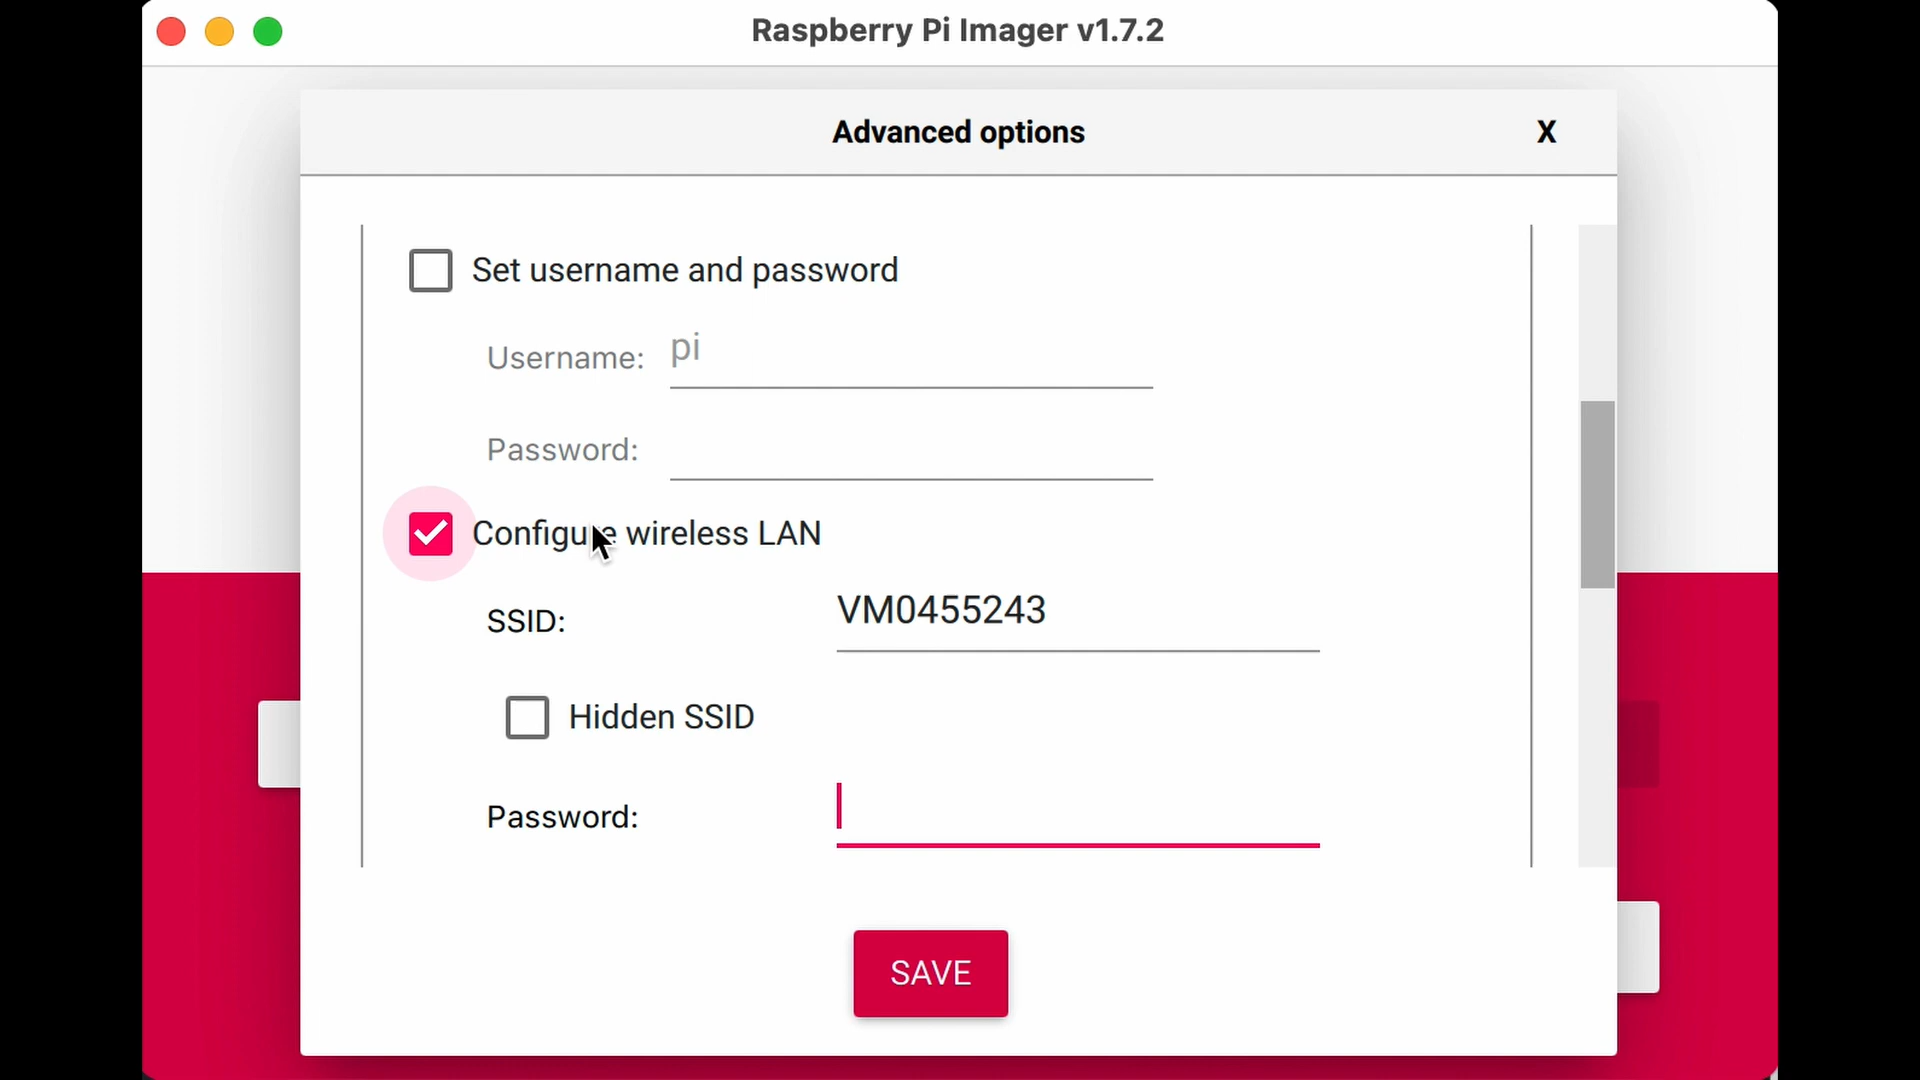 Raspberry Pi Imager v1.7.2
Advanced options
X
Set username and password
Username: pi
Password:
Configure wireless LAN
SSID: VM0455243
Hidden SSID
Password:
SAVE